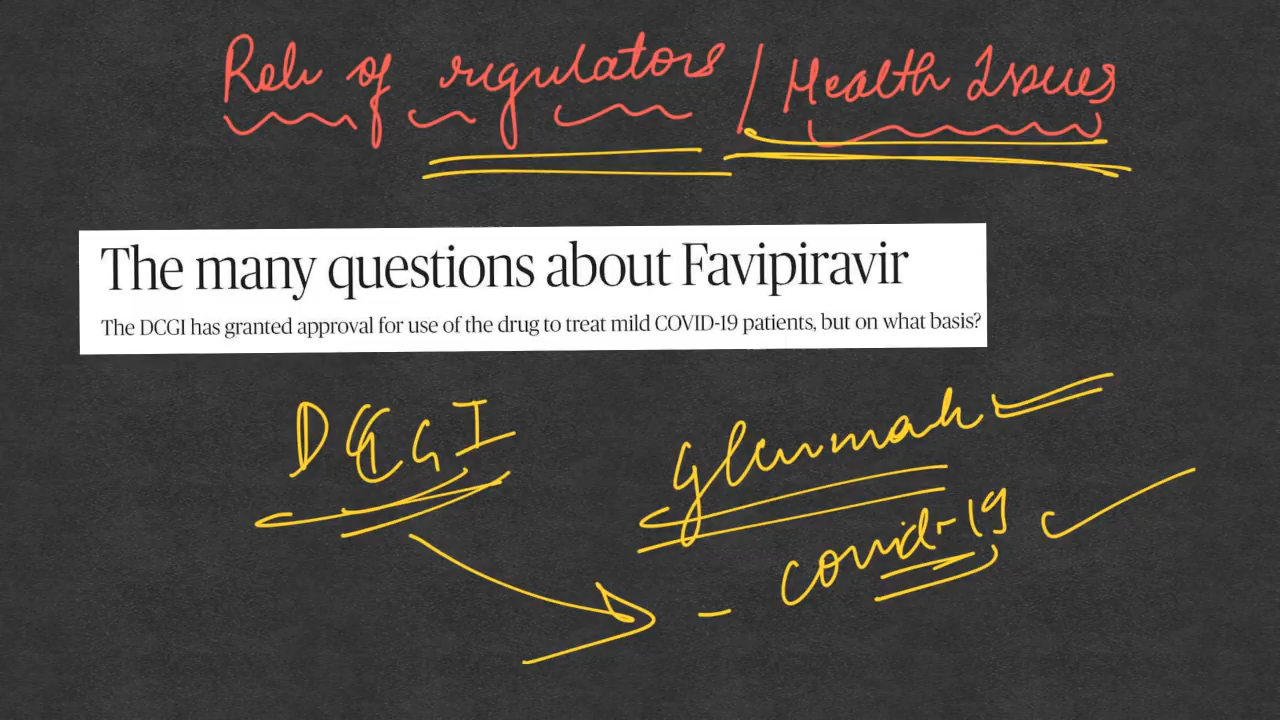 Role of regulators / Health Issues
The many questions about Favipiravir
The DCGI has granted approval for use of the drug to treat mild COVID-19 patients, but on what basis?
DCGI
Glenmark
- Covid-19